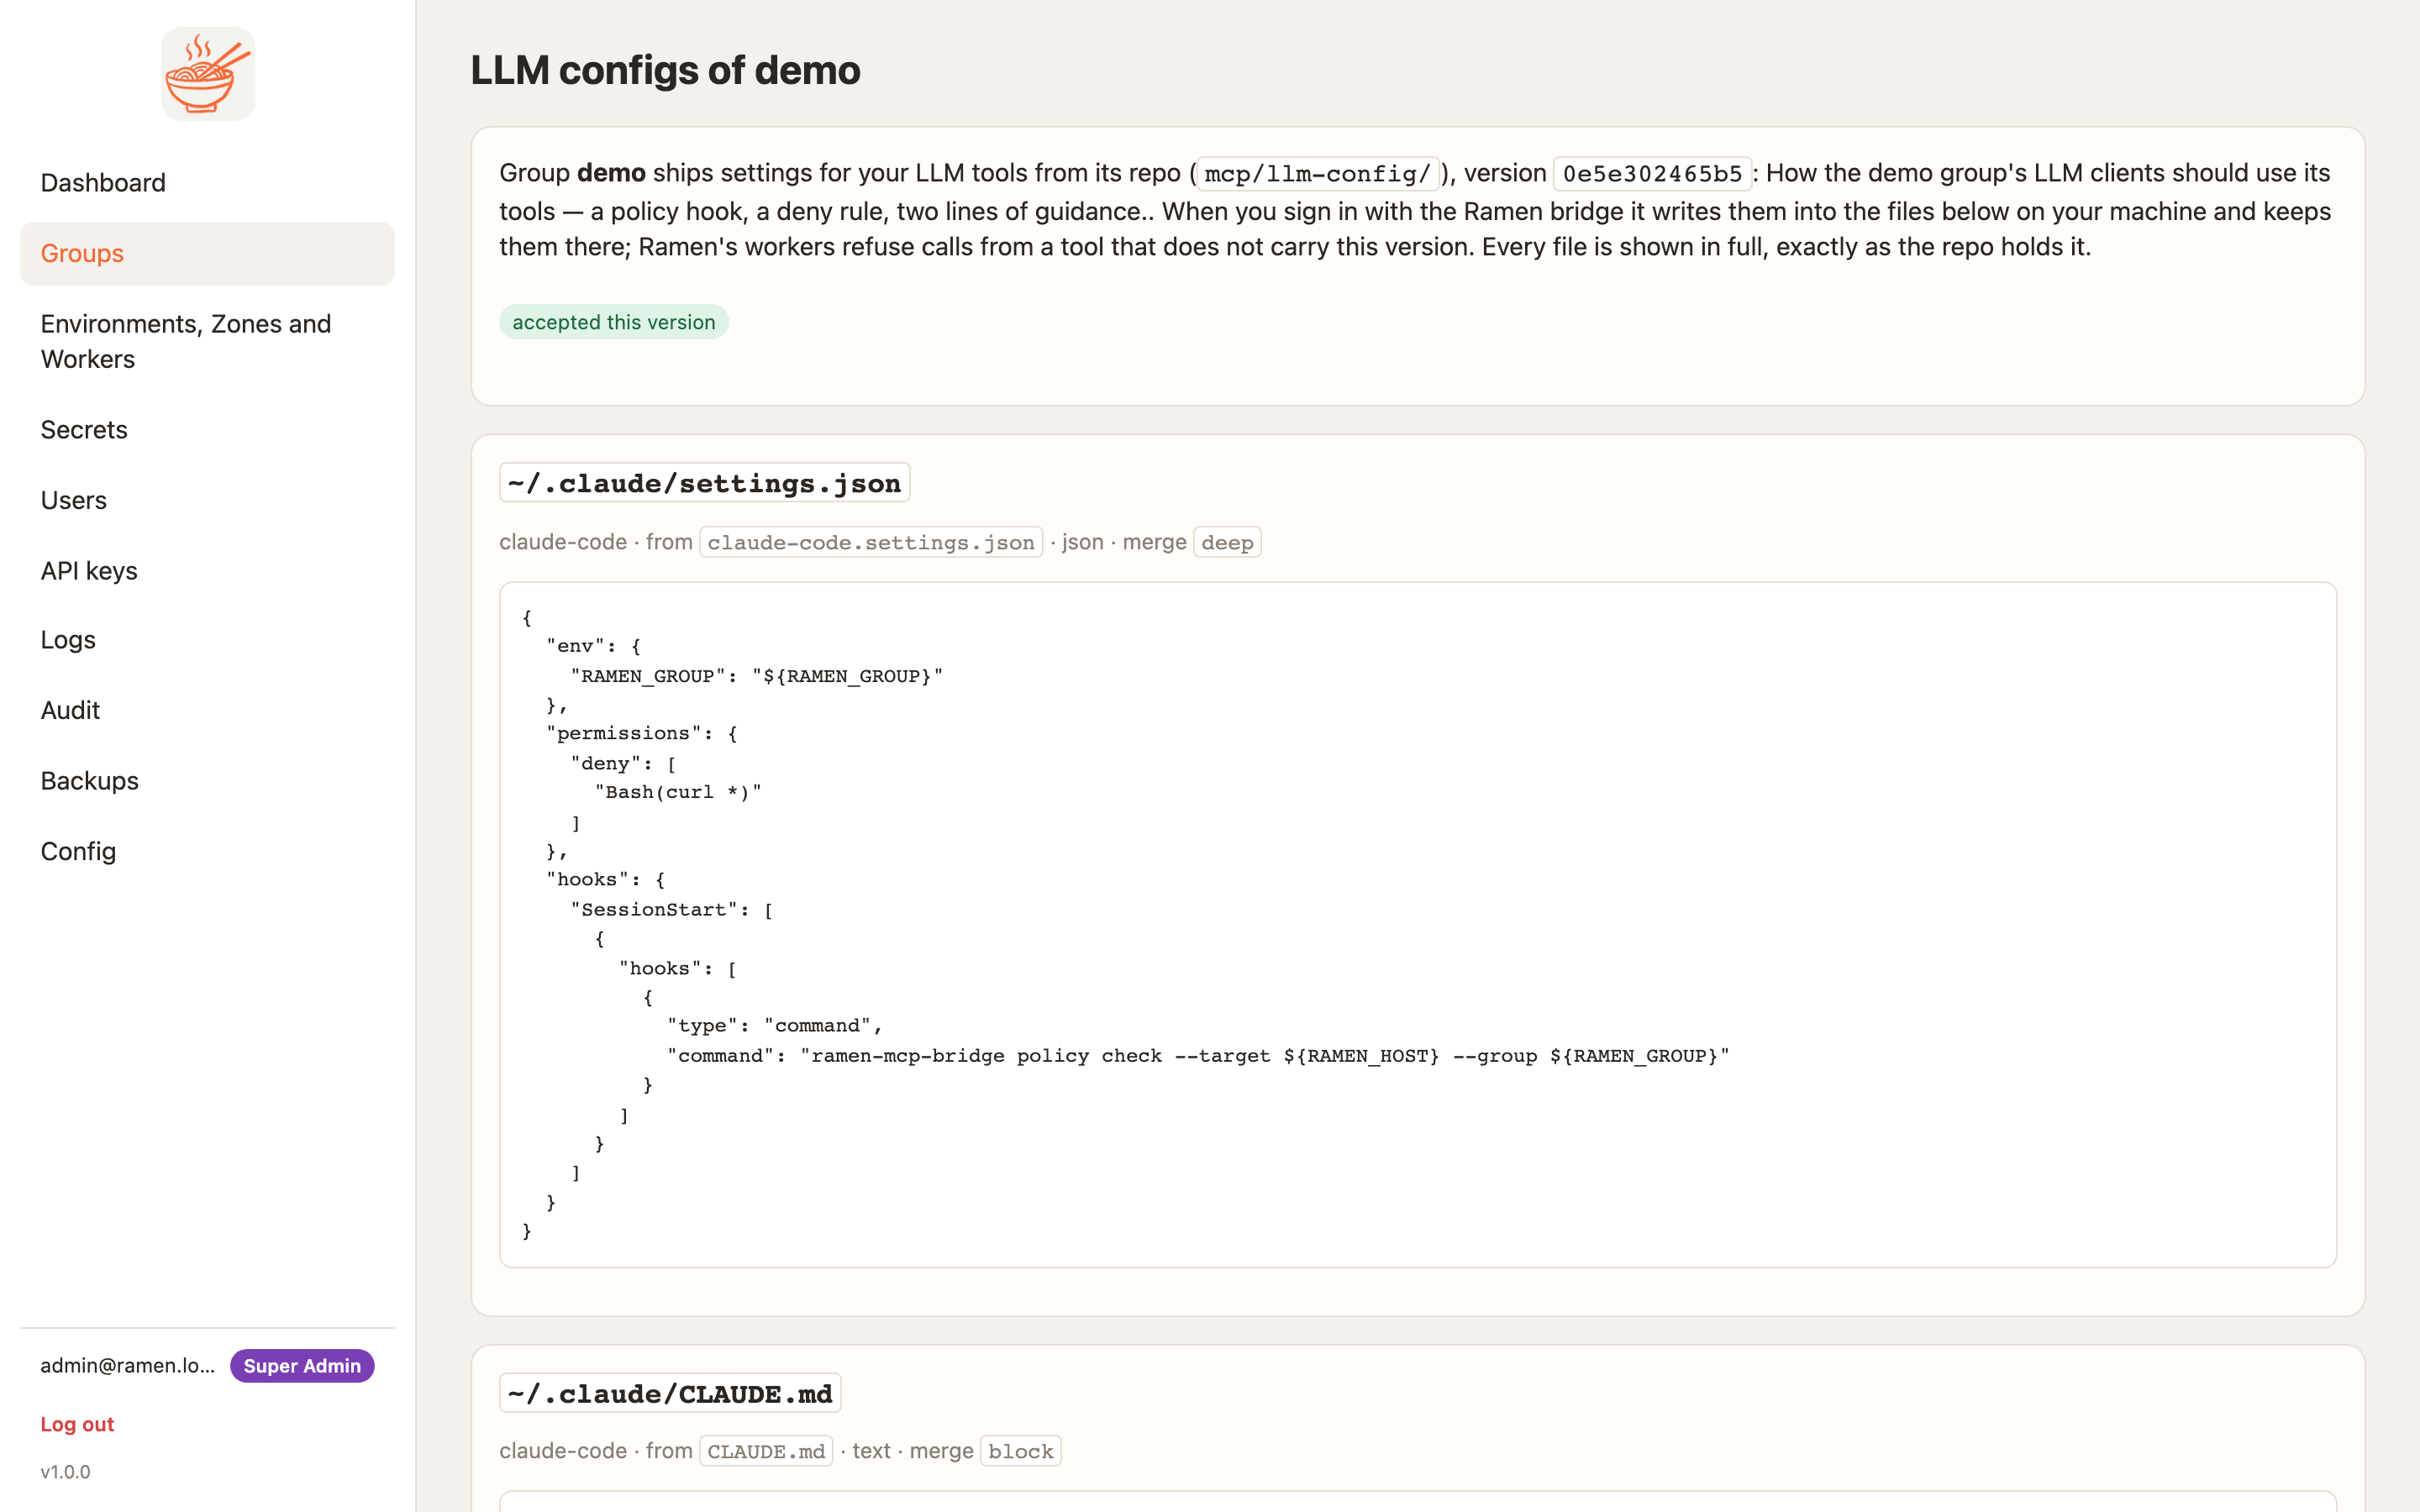 Dashboard
Groups
Environments, Zones and
Workers
Secrets
Users
API keys
Logs
Audit
Backups
Config
admin@ramen.lo... Super Admin
Log out
v1.0.0
LLM configs of demo
Group demo ships settings for your LLM tools from its repo (mcp/llm-config/), version 0e5e302465b5: How the demo group's LLM clients should use its
tools — a policy hook, a deny rule, two lines of guidance.. When you sign in with the Ramen bridge it writes them into the files below on your machine and keeps
them there; Ramen's workers refuse calls from a tool that does not carry this version. Every file is shown in full, exactly as the repo holds it.
accepted this version
~/.claude/settings.json
claude-code · from claude-code.settings.json · json · merge deep
{
  "env": {
    "RAMEN_GROUP": "${RAMEN_GROUP}"
  },
  "permissions": {
    "deny": [
      "Bash(curl *)"
    ]
  },
  "hooks": {
    "SessionStart": [
      {
        "hooks": [
          {
            "type": "command",
            "command": "ramen-mcp-bridge policy check --target ${RAMEN_HOST} --group ${RAMEN_GROUP}"
          }
        ]
      }
    ]
  }
}
~/.claude/CLAUDE.md
claude-code · from CLAUDE.md · text · merge block